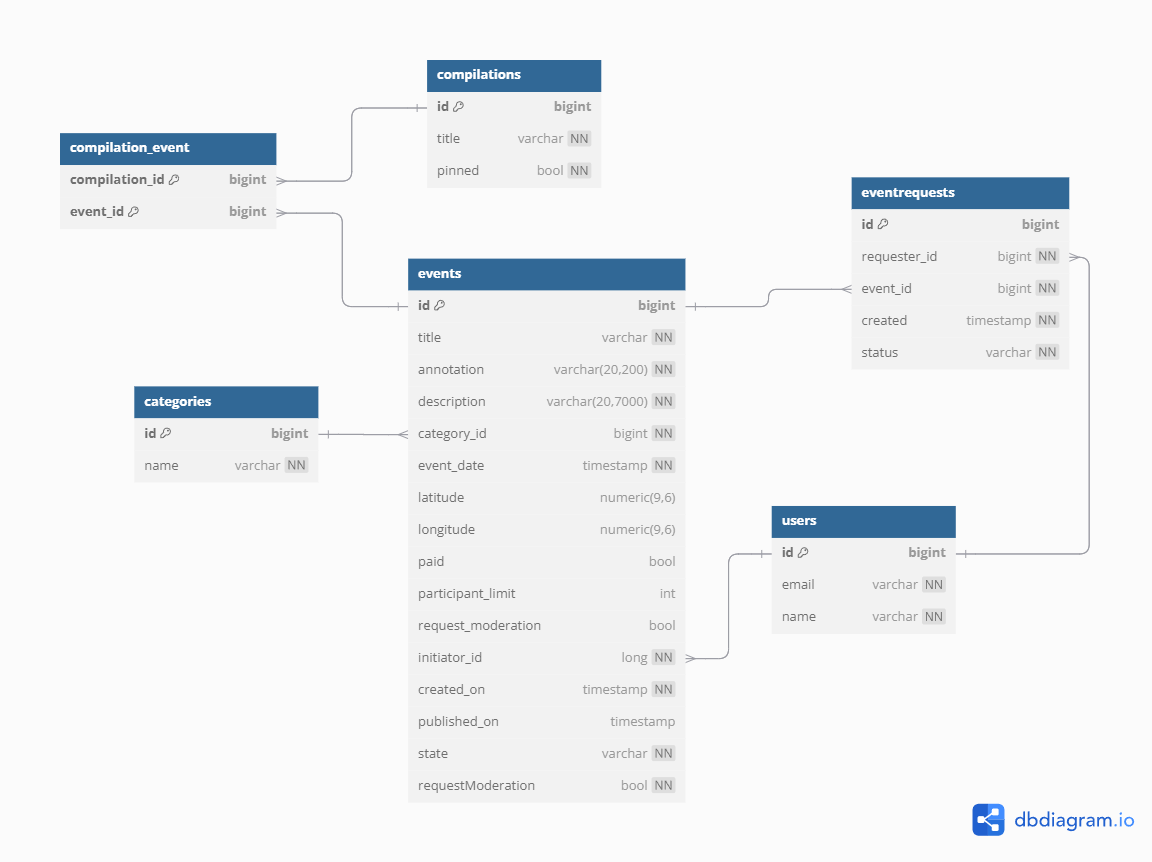 compilations
id bigint
title varchar NN
pinned bool NN
compilation_event
compilation_id bigint
event_id bigint
eventrequests
id bigint
requester_id bigint NN
event_id bigint NN
created timestamp NN
status varchar NN
events
id bigint
title varchar NN
annotation varchar(20,200) NN
description varchar(20,7000) NN
category_id bigint NN
event_date timestamp NN
latitude numeric(9,6)
longitude numeric(9,6)
paid bool
participant_limit int
request_moderation bool
initiator_id long NN
created_on timestamp NN
published_on timestamp
state varchar NN
requestModeration bool NN
categories
id bigint
name varchar NN
users
id bigint
email varchar NN
name varchar NN
dbdiagram.io